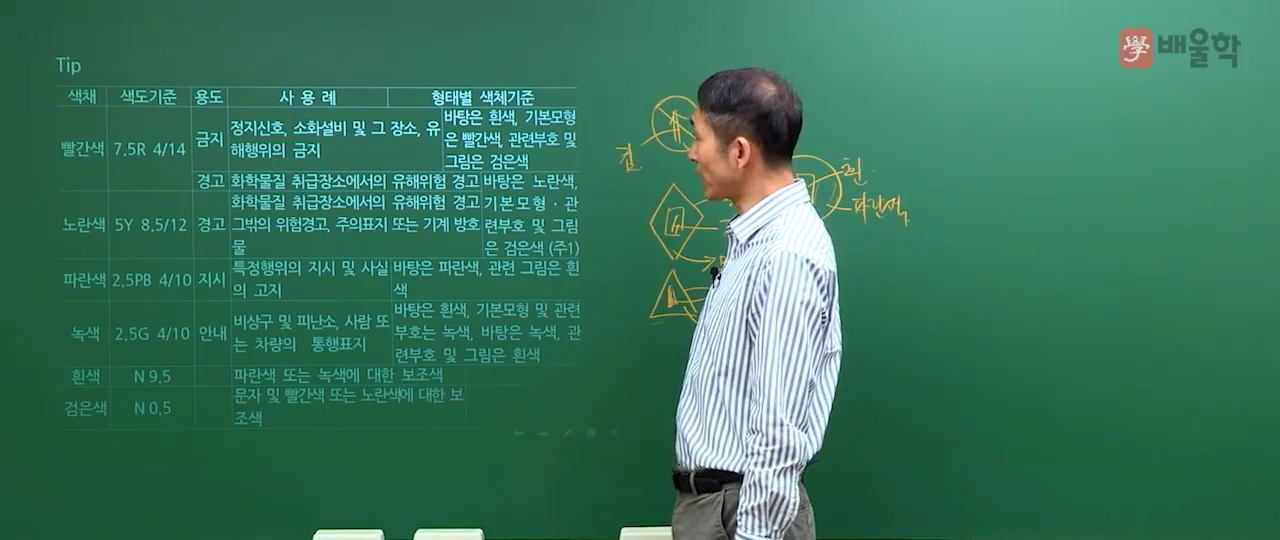 學 배울학
Tip
색채 색도기준 용도 사 용 례 형태별 색체기준
빨간색 7.5R 4/14 금지 정지신호, 소화설비 및 그 장소, 유
해행위의 금지
바탕은 흰색, 기본모형
은 빨간색, 관련부호 및
그림은 검은색
경고 화학물질 취급장소에서의 유해위험 경고
노란색 5Y 8.5/12 경고 화학물질 취급장소에서의 유해위험 경고
그밖의 위험경고, 주의표지 또는 기계 방호
물
바탕은 노란색,
기본모형·관
련부호 및 그림
은 검은색 (주1)
파란색 2.5PB 4/10 지시 특정행위의 지시 및 사실
의 고지
바탕은 파란색, 관련 그림은 흰
색
녹색 2.5G 4/10 안내 비상구 및 피난소, 사람 또
는 차량의 통행표지
바탕은 흰색, 기본모형 및 관련
부호는 녹색, 바탕은 녹색, 관
련부호 및 그림은 흰색
흰색 N 9.5 파란색 또는 녹색에 대한 보조색
검은색 N 0.5 문자 및 빨간색 또는 노란색에 대한 보
조색
검
흰
파란색